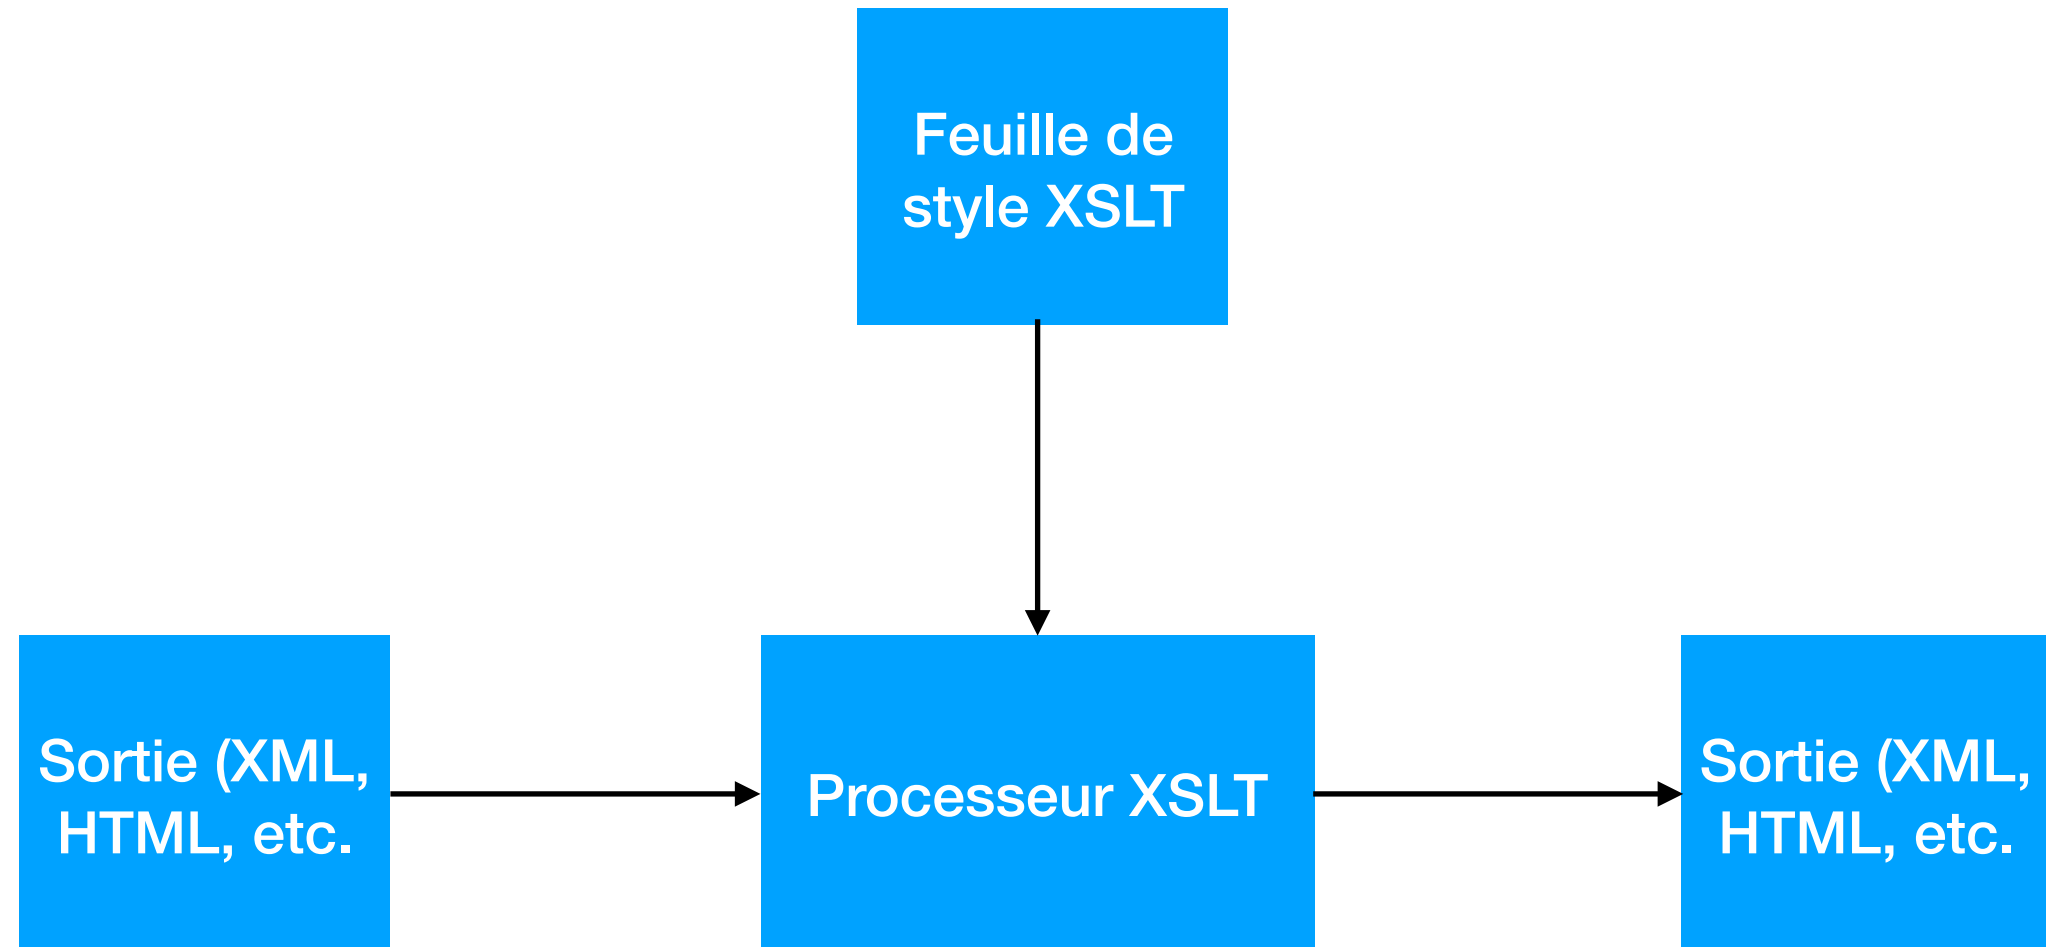 Feuille de
style XSLT
Sortie (XML,
HTML, etc.
Processeur XSLT
Sortie (XML,
HTML, etc.